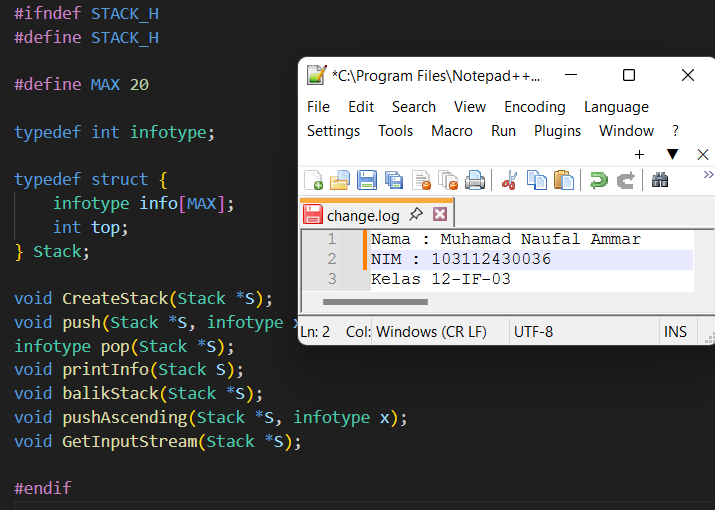 #ifndef STACK_H
#define STACK_H
#define MAX 20
typedef int infotype;
typedef struct {
infotype info[MAX];
int top;
} Stack;
void CreateStack(Stack *S);
void push(Stack *S, infotype
infotype pop(Stack *S);
void printInfo(Stack S);
void balikStack(Stack *S);
void pushAscending(Stack *S, infotype x);
void GetInputStream(Stack *S);
#endif
*C:\Program Files\Notepad++...
File Edit Search View Encoding Language
Settings Tools Macro Run Plugins Window ?
change.log
1 Nama : Muhamad Naufal Ammar
2 NIM : 103112430036
3 Kelas 12-IF-03
Ln: 2 Col: Windows (CR LF) UTF-8 INS